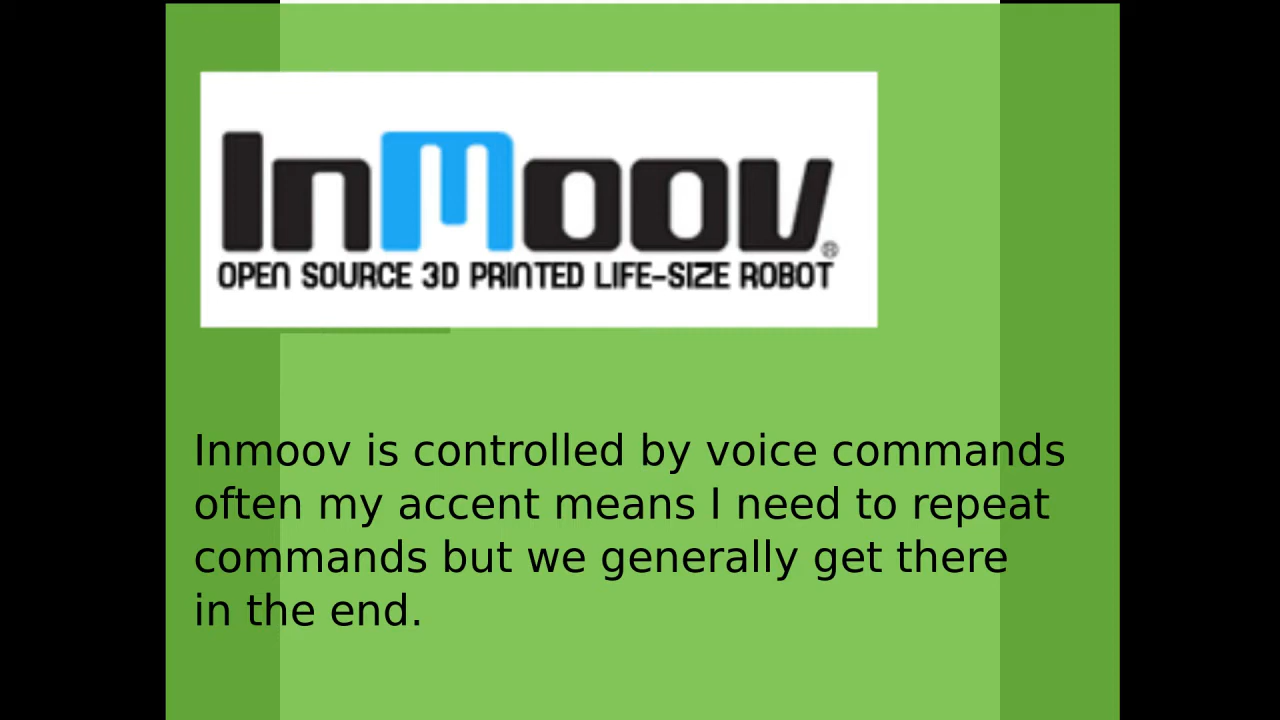 InMoov®
OPEN SOURCE 3D PRINTED LIFE-SIZE ROBOT
Inmoov is controlled by voice commands
often my accent means I need to repeat
commands but we generally get there
in the end.